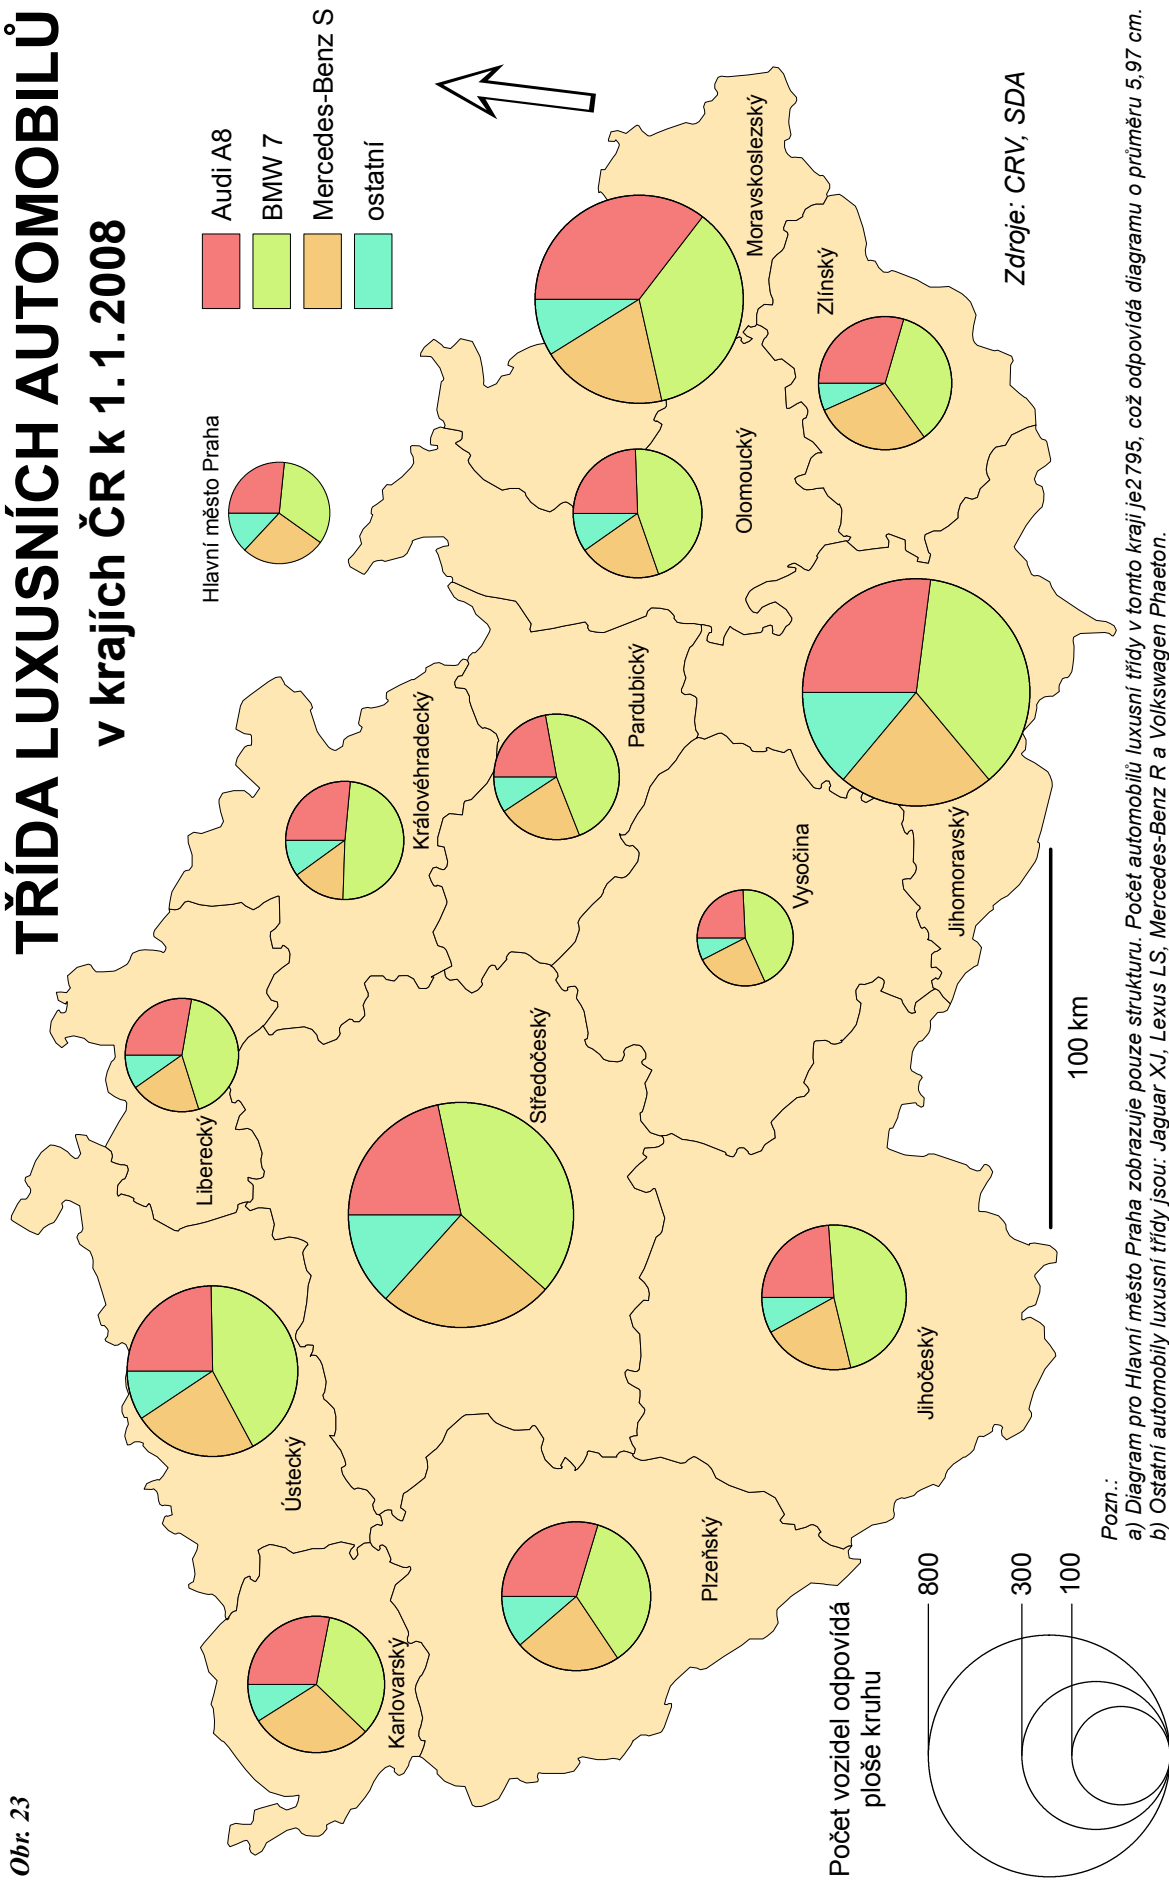 Obr. 23
TŘÍDA LUXUSNÍCH AUTOMOBILŮ
v krajích ČR k 1.1.2008
Audi A8
BMW 7
Mercedes-Benz S
ostatní
Hlavní město Praha
Liberecký
Ústecký
Karlovarský
Královéhradecký
Středočeský
Pardubický
Plzeňský
Olomoucký
Moravskoslezský
Zlínský
Vysočina
Jihočeský
Jihomoravský
100 km
Zdroje: CRV, SDA
Počet vozidel odpovídá
ploše kruhu
800
300
100
Pozn.:
a) Diagram pro Hlavní město Praha zobrazuje pouze strukturu. Počet automobilů luxusní třídy v tomto kraji je2795, což odpovídá diagramu o průměru 5,97 cm.
b) Ostatní automobily luxusní třídy jsou: Jaguar XJ, Lexus LS, Mercedes-Benz R a Volkswagen Phaeton.